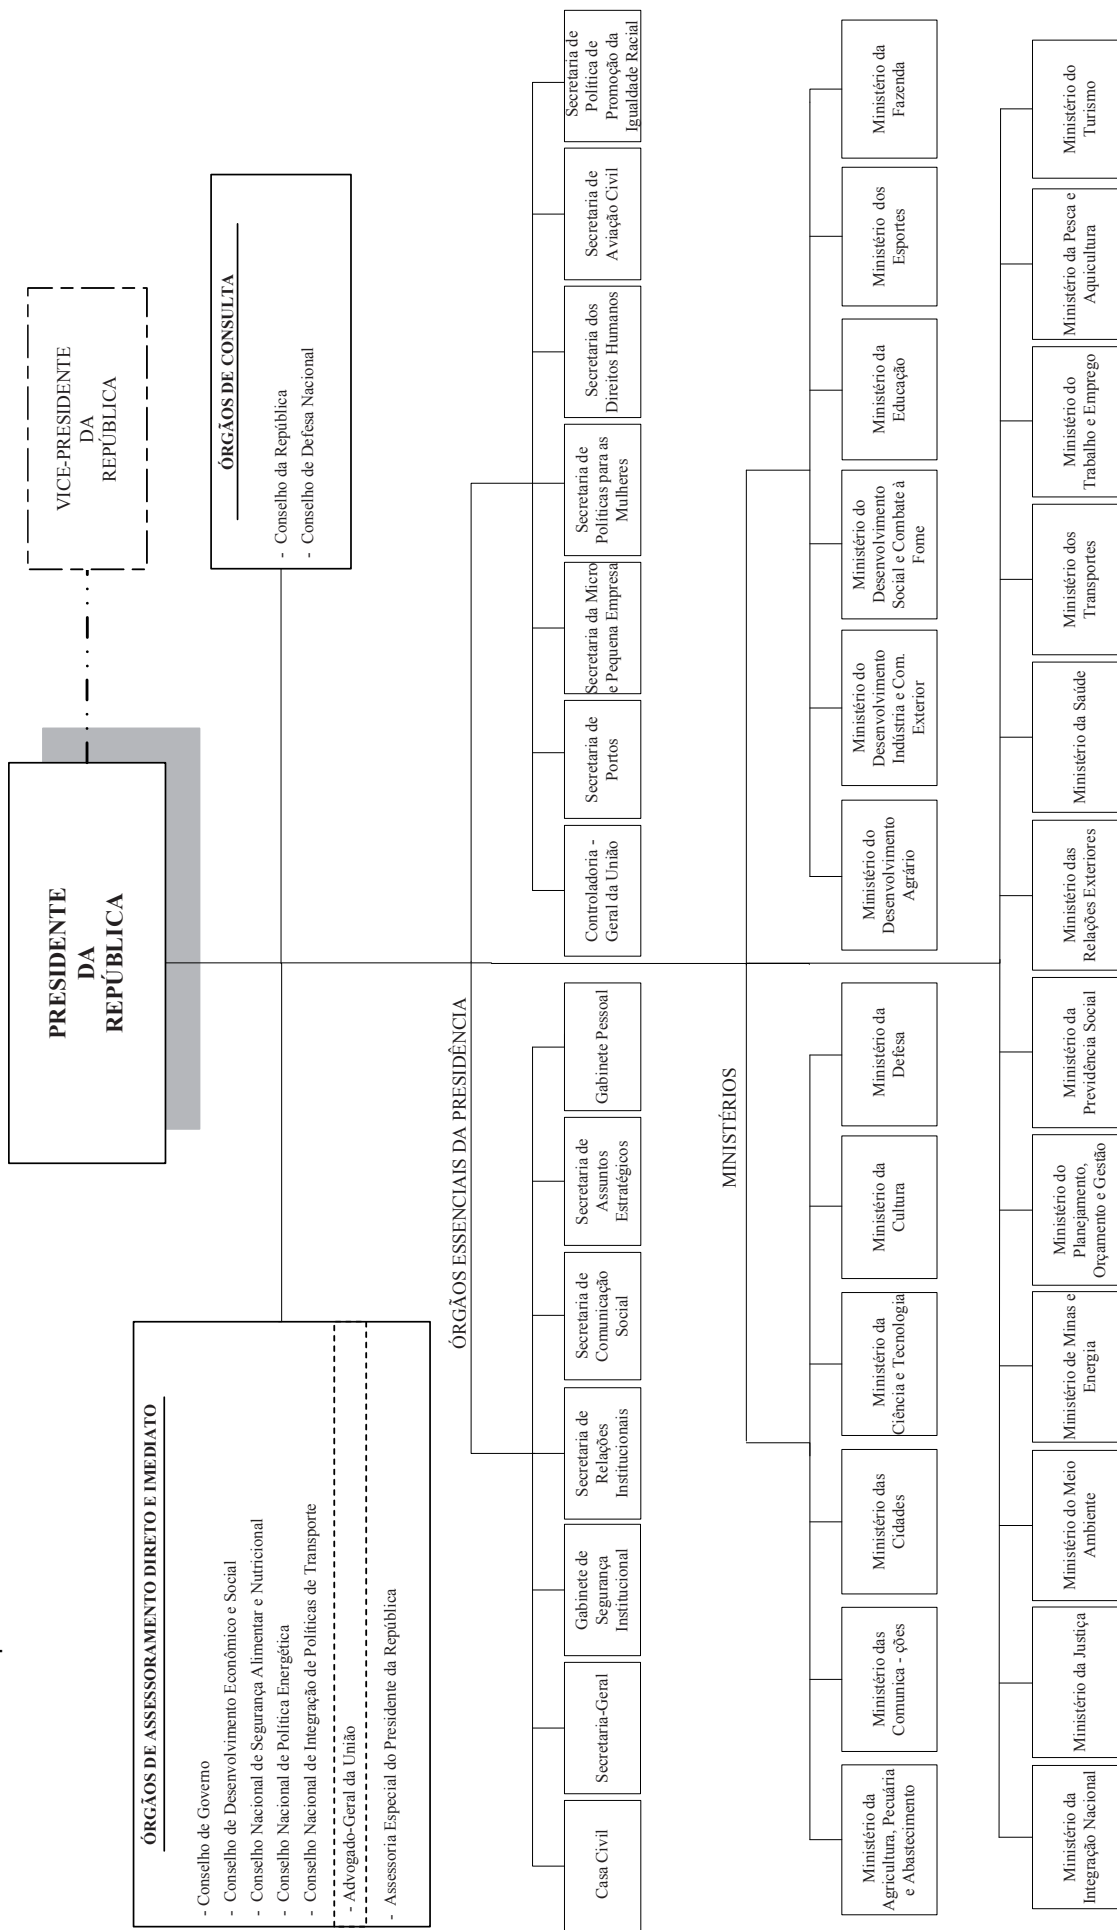 PRESIDENTE
DA
REPÚBLICA
VICE-PRESIDENTE
DA
REPÚBLICA
ÓRGÃOS DE ASSESSORAMENTO DIRETO E IMEDIATO
- Conselho de Governo
- Conselho de Desenvolvimento Econômico e Social
- Conselho Nacional de Segurança Alimentar e Nutricional
- Conselho Nacional de Política Energética
- Conselho Nacional de Integração de Políticas de Transporte
- Advogado-Geral da União
- Assessoria Especial do Presidente da República
ÓRGÃOS DE CONSULTA
- Conselho da República
- Conselho de Defesa Nacional
ÓRGÃOS ESSENCIAIS DA PRESIDÊNCIA
Casa Civil
Secretaria-Geral
Gabinete de
Segurança
Institucional
Secretaria de
Relações
Institucionais
Secretaria de
Comunicação
Social
Secretaria de
Assuntos
Estratégicos
Gabinete Pessoal
Controladoria -
Geral da União
Secretaria de
Portos
Secretaria da Micro
e Pequena Empresa
Secretaria de
Políticas para as
Mulheres
Secretaria dos
Direitos Humanos
Secretaria de
Aviação Civil
Secretaria de
Política de
Promoção da
Igualdade Racial
MINISTÉRIOS
Ministério da
Agricultura, Pecuária
e Abastecimento
Ministério das
Comunica - ções
Ministério das
Cidades
Ministério da
Ciência e Tecnologia
Ministério da
Cultura
Ministério da
Defesa
Ministério do
Desenvolvimento
Agrário
Ministério do
Desenvolvimento
Indústria e Com.
Exterior
Ministério do
Desenvolvimento
Social e Combate à
Fome
Ministério da
Educação
Ministério dos
Esportes
Ministério da
Fazenda
Ministério da
Integração Nacional
Ministério da Justiça
Ministério do Meio
Ambiente
Ministério de Minas e
Energia
Ministério do
Planejamento,
Orçamento e Gestão
Ministério da
Previdência Social
Ministério das
Relações Exteriores
Ministério da Saúde
Ministério dos
Transportes
Ministério do
Trabalho e Emprego
Ministério da Pesca e
Aquicultura
Ministério do
Turismo